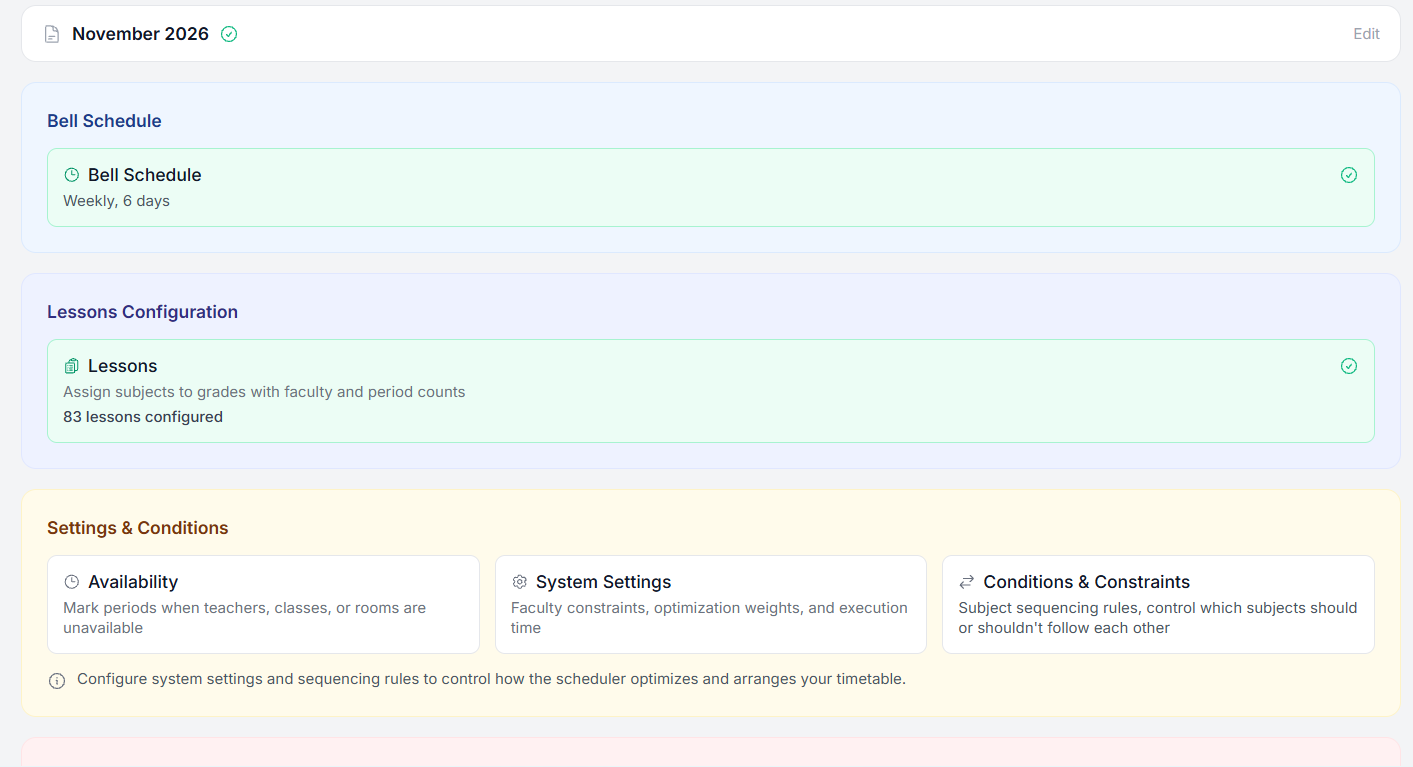 November 2026
Edit
Bell Schedule
Bell Schedule
Weekly, 6 days
Lessons Configuration
Lessons
Assign subjects to grades with faculty and period counts
83 lessons configured
Settings & Conditions
Availability
Mark periods when teachers, classes, or rooms are
unavailable
System Settings
Faculty constraints, optimization weights, and execution
time
Conditions & Constraints
Subject sequencing rules, control which subjects should
or shouldn't follow each other
Configure system settings and sequencing rules to control how the scheduler optimizes and arranges your timetable.